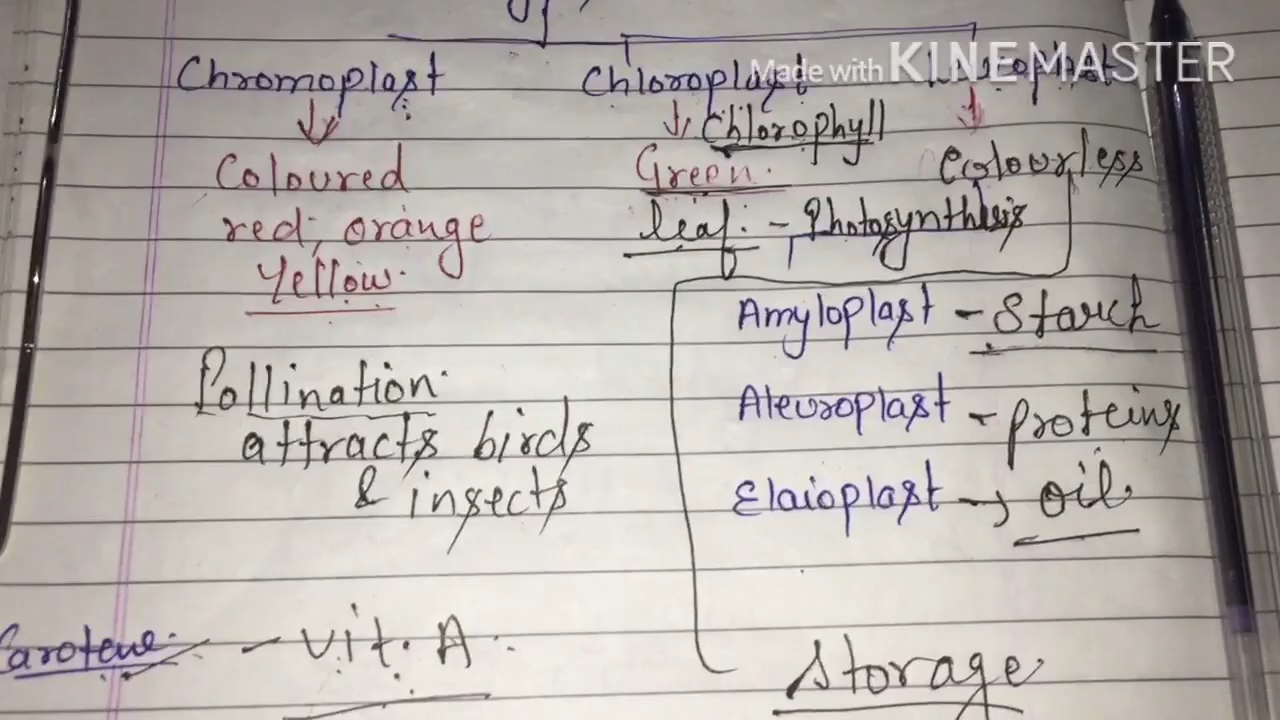 Chromoplast
Coloured
red, orange
Yellow.
Pollination.
attracts birds
& insects
Carotene. - vit. A.
Chloroplast
Chlorophyll
Green.
leaf. - Photosynthesis
Made with KINEMASTER
Colourless
Amyloplast - Starch
Aleuroplast - proteins
Elaioplast → oil
Storage